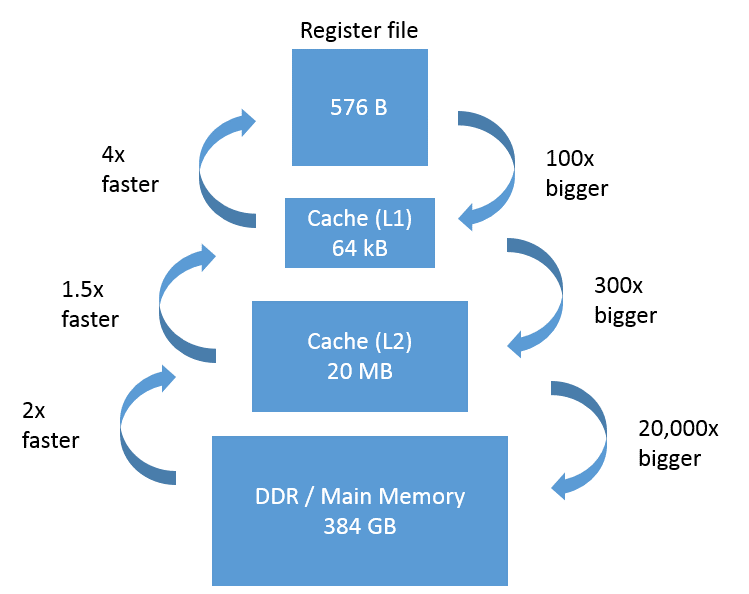 Register file
576 B
4x
faster
100x
bigger
Cache (L1)
64 kB
1.5x
faster
300x
bigger
Cache (L2)
20 MB
2x
faster
20,000x
bigger
DDR / Main Memory
384 GB